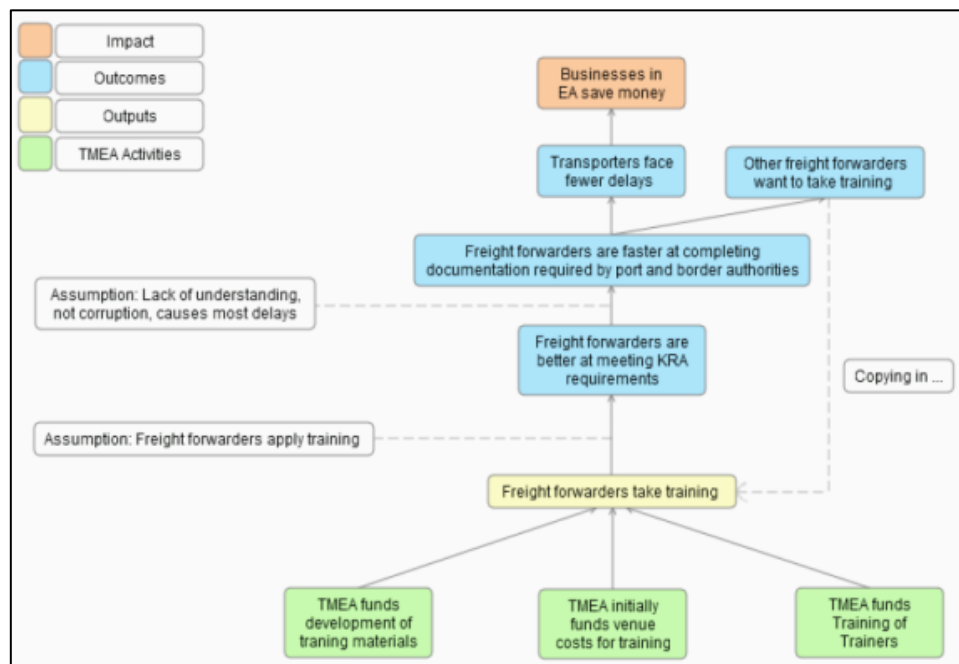 Impact
Outcomes
Outputs
TMEA Activities
Businesses in
EA save money
Transporters face
fewer delays
Other freight forwarders
want to take training
Freight forwarders are faster at completing
documentation required by port and border authorities
Assumption: Lack of understanding,
not corruption, causes most delays
Freight forwarders are
better at meeting KRA
requirements
Copying in ...
Assumption: Freight forwarders apply training
Freight forwarders take training
TMEA funds
development of
traning materials
TMEA initially
funds venue
costs for training
TMEA funds
Training of
Trainers